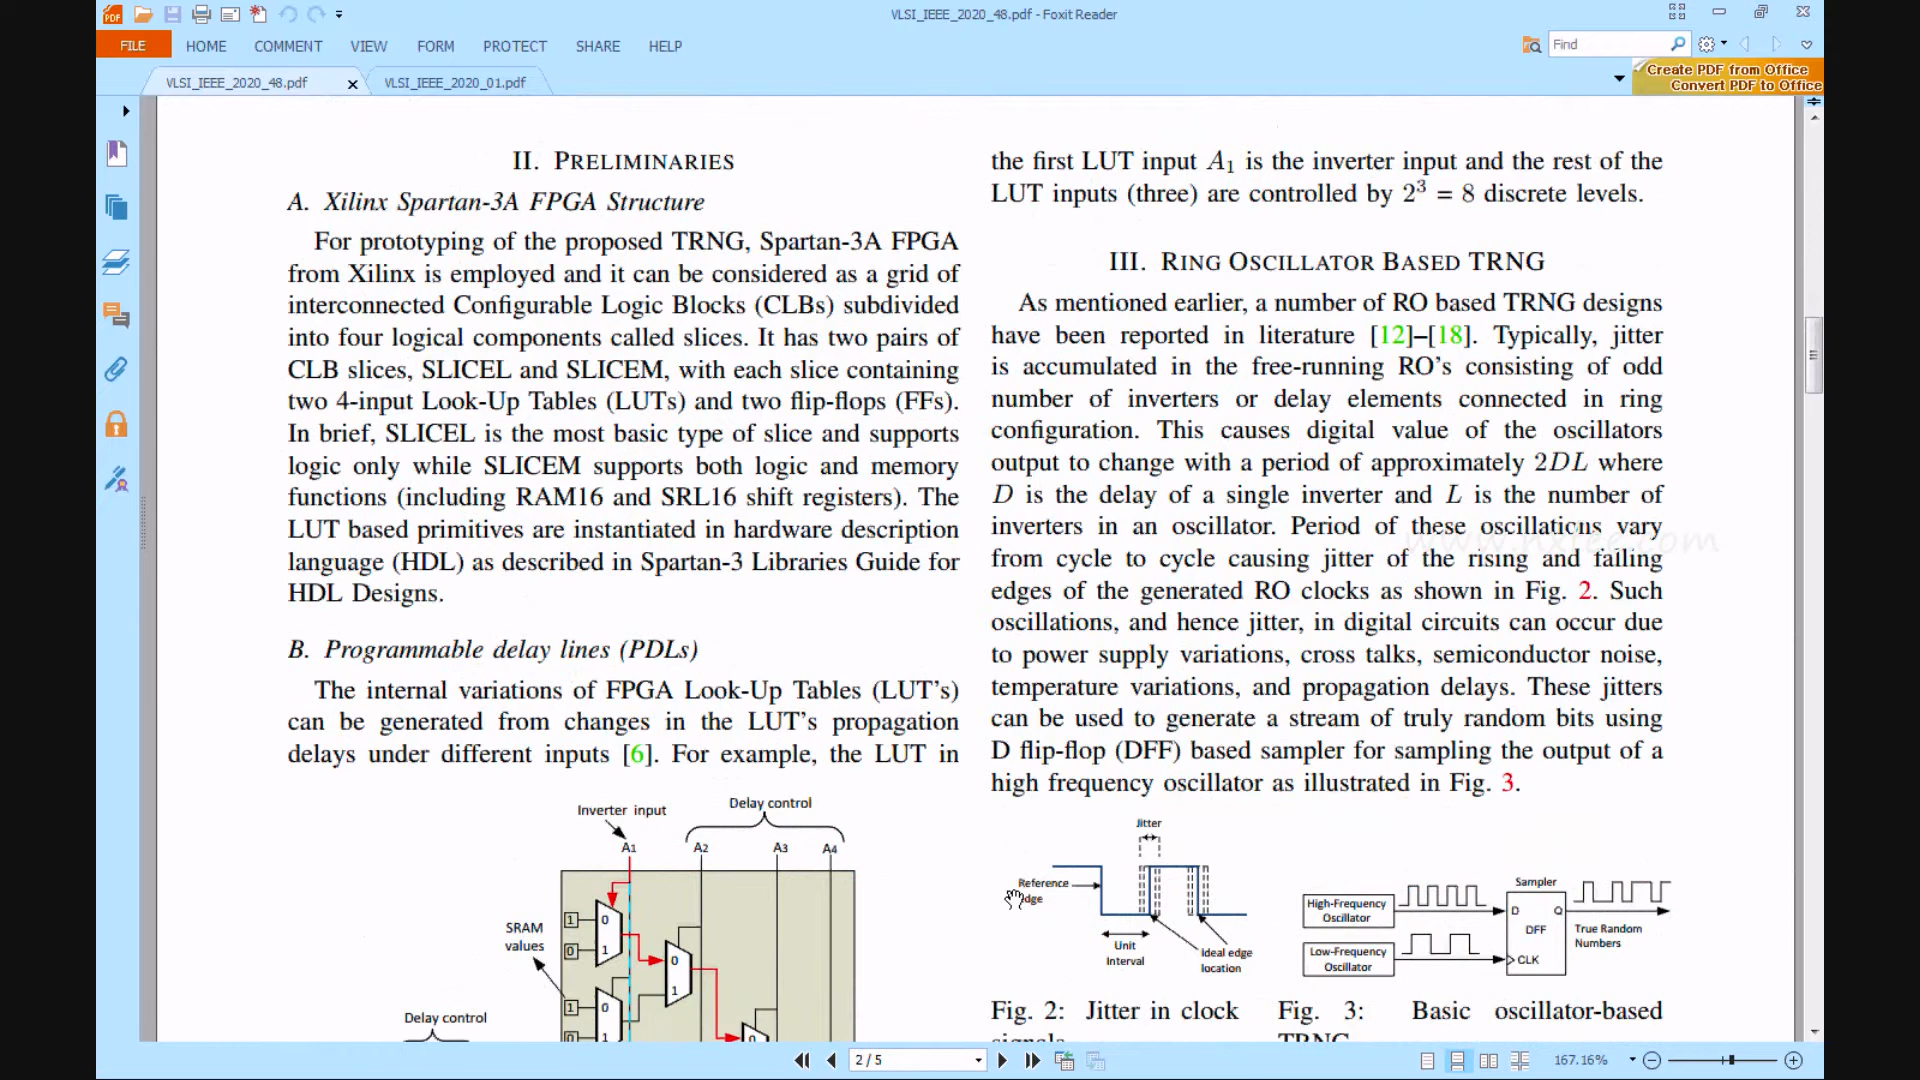 VLSI_IEEE_2020_48.pdf - Foxit Reader
FILE HOME COMMENT VIEW FORM PROTECT SHARE HELP
Find
VLSI_IEEE_2020_48.pdf VLSI_IEEE_2020_01.pdf
Create PDF from Office
Convert PDF to Office
II. PRELIMINARIES
A. Xilinx Spartan-3A FPGA Structure
For prototyping of the proposed TRNG, Spartan-3A FPGA
from Xilinx is employed and it can be considered as a grid of
interconnected Configurable Logic Blocks (CLBs) subdivided
into four logical components called slices. It has two pairs of
CLB slices, SLICEL and SLICEM, with each slice containing
two 4-input Look-Up Tables (LUTs) and two flip-flops (FFs).
In brief, SLICEL is the most basic type of slice and supports
logic only while SLICEM supports both logic and memory
functions (including RAM16 and SRL16 shift registers). The
LUT based primitives are instantiated in hardware description
language (HDL) as described in Spartan-3 Libraries Guide for
HDL Designs.
B. Programmable delay lines (PDLs)
The internal variations of FPGA Look-Up Tables (LUT's)
can be generated from changes in the LUT's propagation
delays under different inputs [6]. For example, the LUT in
Inverter input
Delay control
A1 A2 A3 A4
SRAM
values
1 0
0 1
0
1
1 0
0 1
0
Delay control
the first LUT input A₁ is the inverter input and the rest of the
LUT inputs (three) are controlled by 2³ = 8 discrete levels.
III. RING OSCILLATOR BASED TRNG
As mentioned earlier, a number of RO based TRNG designs
have been reported in literature [12]–[18]. Typically, jitter
is accumulated in the free-running RO's consisting of odd
number of inverters or delay elements connected in ring
configuration. This causes digital value of the oscillators
output to change with a period of approximately 2DL where
D is the delay of a single inverter and L is the number of
inverters in an oscillator. Period of these oscillations vary
from cycle to cycle causing jitter of the rising and falling
edges of the generated RO clocks as shown in Fig. 2. Such
oscillations, and hence jitter, in digital circuits can occur due
to power supply variations, cross talks, semiconductor noise,
temperature variations, and propagation delays. These jitters
can be used to generate a stream of truly random bits using
D flip-flop (DFF) based sampler for sampling the output of a
high frequency oscillator as illustrated in Fig. 3.
www.nxfee.com
Jitter
Reference
edge
Unit
Interval
Ideal edge
location
High-Frequency
Oscillator
Low-Frequency
Oscillator
Sampler
D Q
DFF
CLK
True Random
Numbers
Fig. 2: Jitter in clock
signals
Fig. 3: Basic oscillator-based
TRNG
2 / 5
167.16%